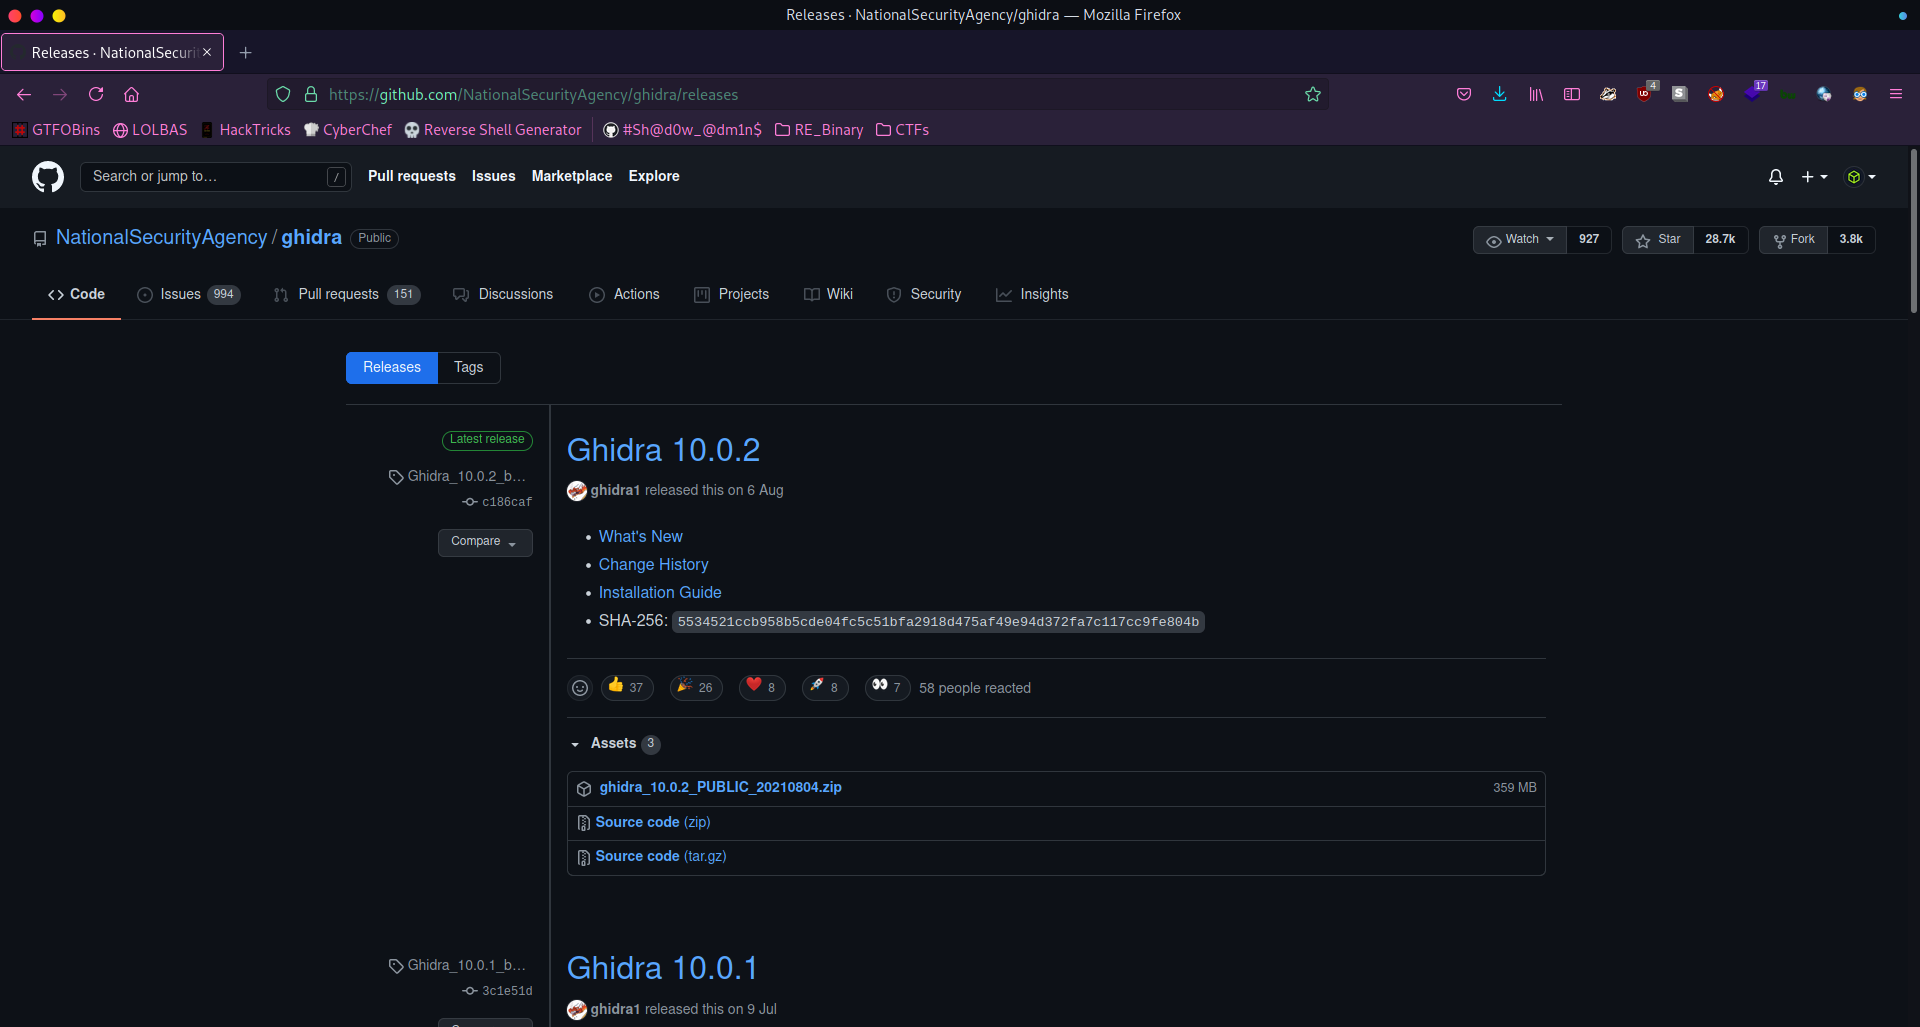 Releases · NationalSecurityAgency/ghidra — Mozilla Firefox
Releases · NationalSecuri
https://github.com/NationalSecurityAgency/ghidra/releases
4
17
GTFOBins LOLBAS HackTricks CyberChef Reverse Shell Generator #Sh@d0w_@dm1n$ RE_Binary CTFs
Search or jump to… / Pull requests Issues Marketplace Explore
NationalSecurityAgency / ghidra Public Watch 927 Star 28.7k Fork 3.8k
Code Issues 994 Pull requests 151 Discussions Actions Projects Wiki Security Insights
Releases Tags
Latest release
Ghidra_10.0.2_b…
c186caf
Compare
Ghidra 10.0.2
ghidra1 released this on 6 Aug
• What's New
• Change History
• Installation Guide
• SHA-256: 5534521ccb958b5cde04fc5c51bfa2918d475af49e94d372fa7c117cc9fe804b
👍 37 🎉 26 ❤️ 8 🚀 8 👀 7 58 people reacted
Assets 3
ghidra_10.0.2_PUBLIC_20210804.zip 359 MB
Source code (zip)
Source code (tar.gz)
Ghidra_10.0.1_b…
3c1e51d
Ghidra 10.0.1
ghidra1 released this on 9 Jul